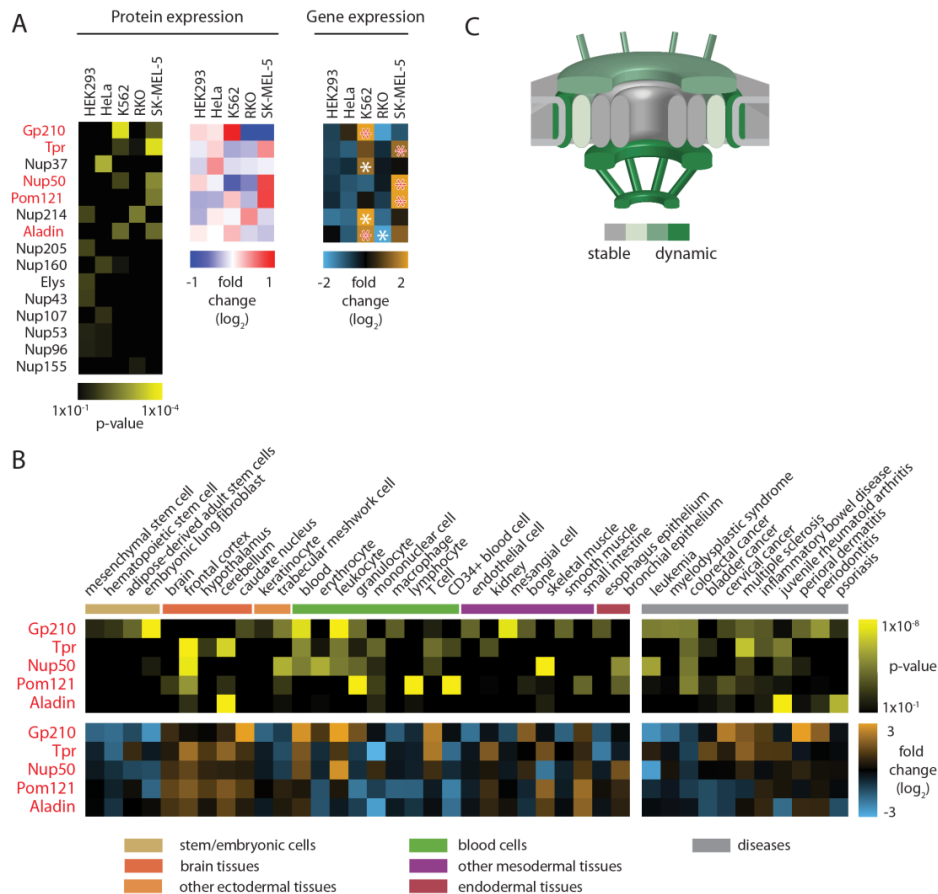 A
Protein expression
Gene expression
HEK293
HeLa
K562
RKO
SK-MEL-5
HEK293
HeLa
K562
RKO
SK-MEL-5
HEK293
HeLa
K562
RKO
SK-MEL-5
Gp210
Tpr
Nup37
Nup50
Pom121
Nup214
Aladin
Nup205
Nup160
Elys
Nup43
Nup107
Nup53
Nup96
Nup155
1x10-1
1x10-4
p-value
-1 fold 1
change
(log2)
-2 fold 2
change
(log2)
C
stable dynamic
B
mesenchymal stem cell
hematopoietic stem cell
adipose-derived adult stem cells
embryonic lung fibroblast
brain
frontal cortex
hypothalamus
cerebellum
caudate nucleus
keratinocyte
trabecular meshwork cell
blood
erythrocyte
leukocyte
granulocyte
mononuclear cell
macrophage
lymphocyte
T cell
CD34+ blood cell
endothelial cell
kidney
mesangial cell
bone
skeletal muscle
smooth muscle
small intestine
esophagus epithelium
bronchial epithelium
leukemia
myelodysplastic syndrome
colorectal cancer
bladder cancer
cervical cancer
multiple sclerosis
inflammatory bowel disease
juvenile rheumatoid arthritis
perioral dermatitis
periodontitis
psoriasis
Gp210
Tpr
Nup50
Pom121
Aladin
1x10-8
p-value
1x10-1
Gp210
Tpr
Nup50
Pom121
Aladin
3
fold
change
(log2)
-3
stem/embryonic cells
brain tissues
other ectodermal tissues
blood cells
other mesodermal tissues
endodermal tissues
diseases